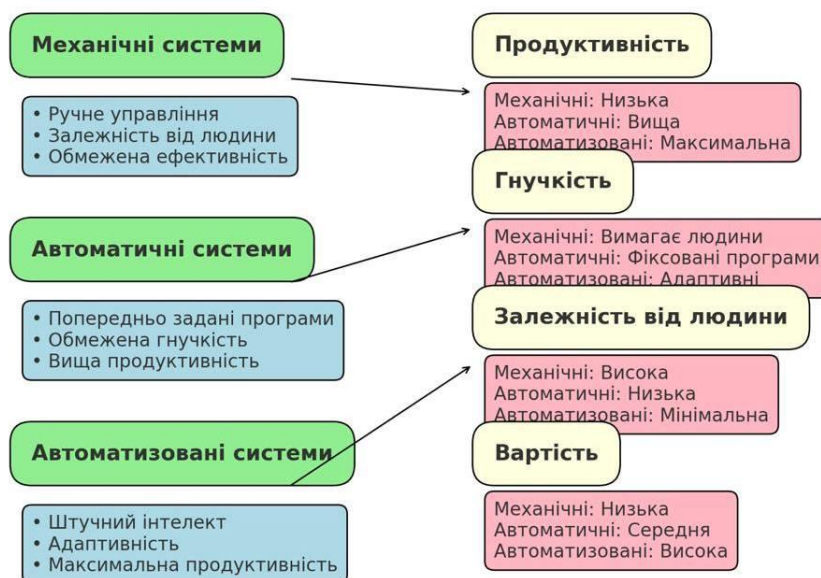 Механічні системи
• Ручне управління
• Залежність від людини
• Обмежена ефективність
Автоматичні системи
• Попередньо задані програми
• Обмежена гнучкість
• Вища продуктивність
Автоматизовані системи
• Штучний інтелект
• Адаптивність
• Максимальна продуктивність
Продуктивність
Механічні: Низька
Автоматичні: Вища
Автоматизовані: Максимальна
Гнучкість
Механічні: Вимагає людини
Автоматичні: Фіксовані програми
Автоматизовані: Адаптивні
Залежність від людини
Механічні: Висока
Автоматичні: Низька
Автоматизовані: Мінімальна
Вартість
Механічні: Низька
Автоматичні: Середня
Автоматизовані: Висока